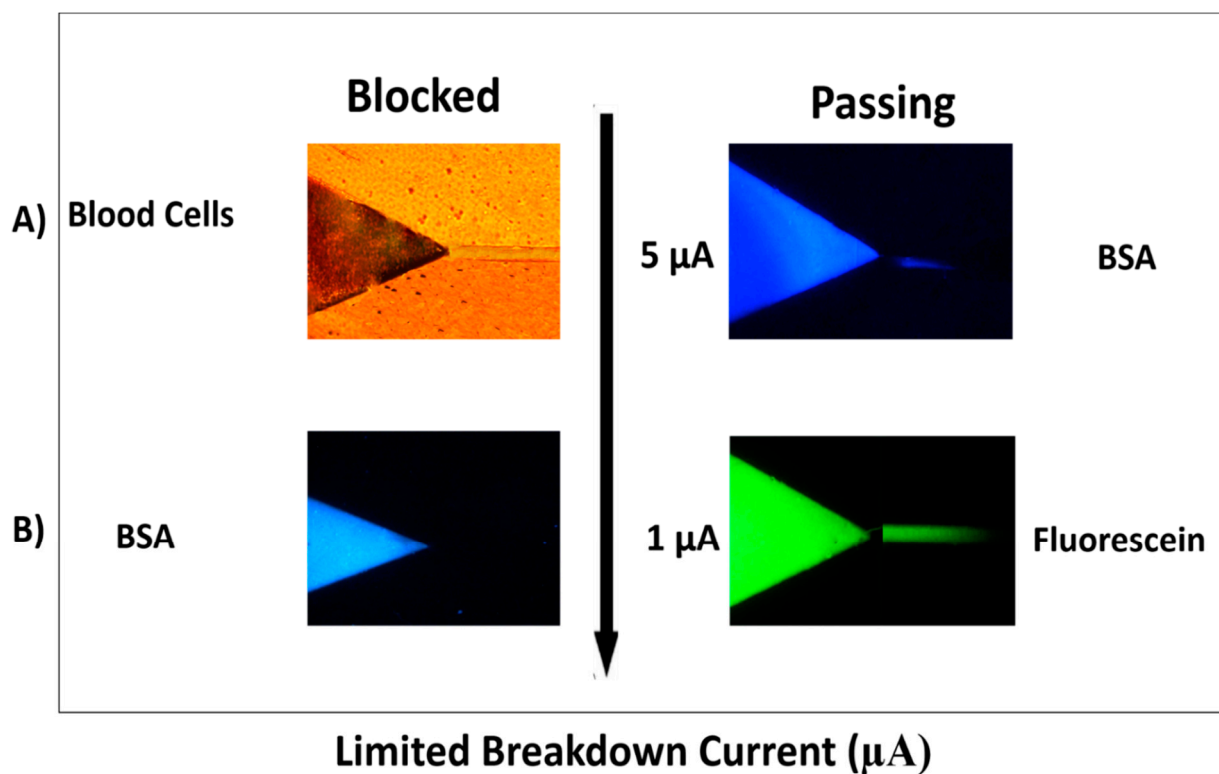 Blocked
Passing
A)
Blood Cells
5 µA
BSA
B)
BSA
1 µA
Fluorescein
Limited Breakdown Current (µA)